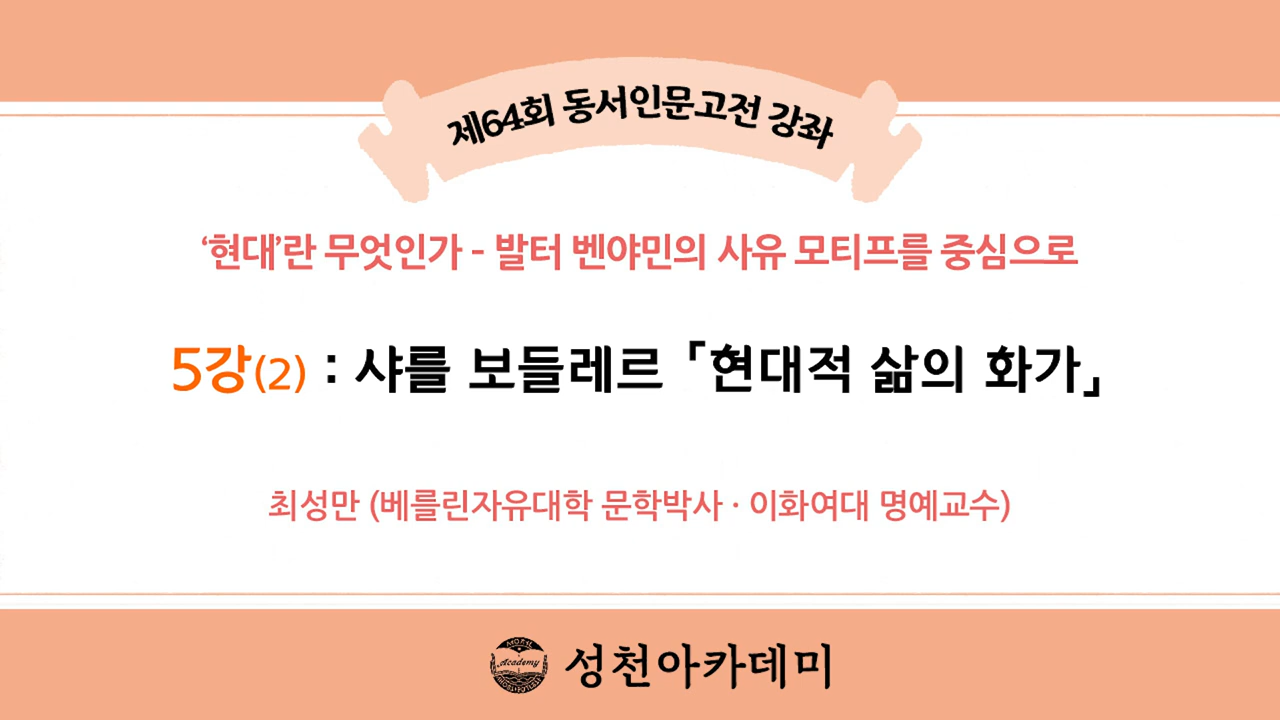 제64회 동서인문고전 강좌
‘현대’란 무엇인가 - 발터 벤야민의 사유 모티프를 중심으로
5강(2) : 샤를 보들레르 「현대적 삶의 화가」
최성만 (베를린자유대학 문학박사 · 이화여대 명예교수)
Academy
성천아카데미